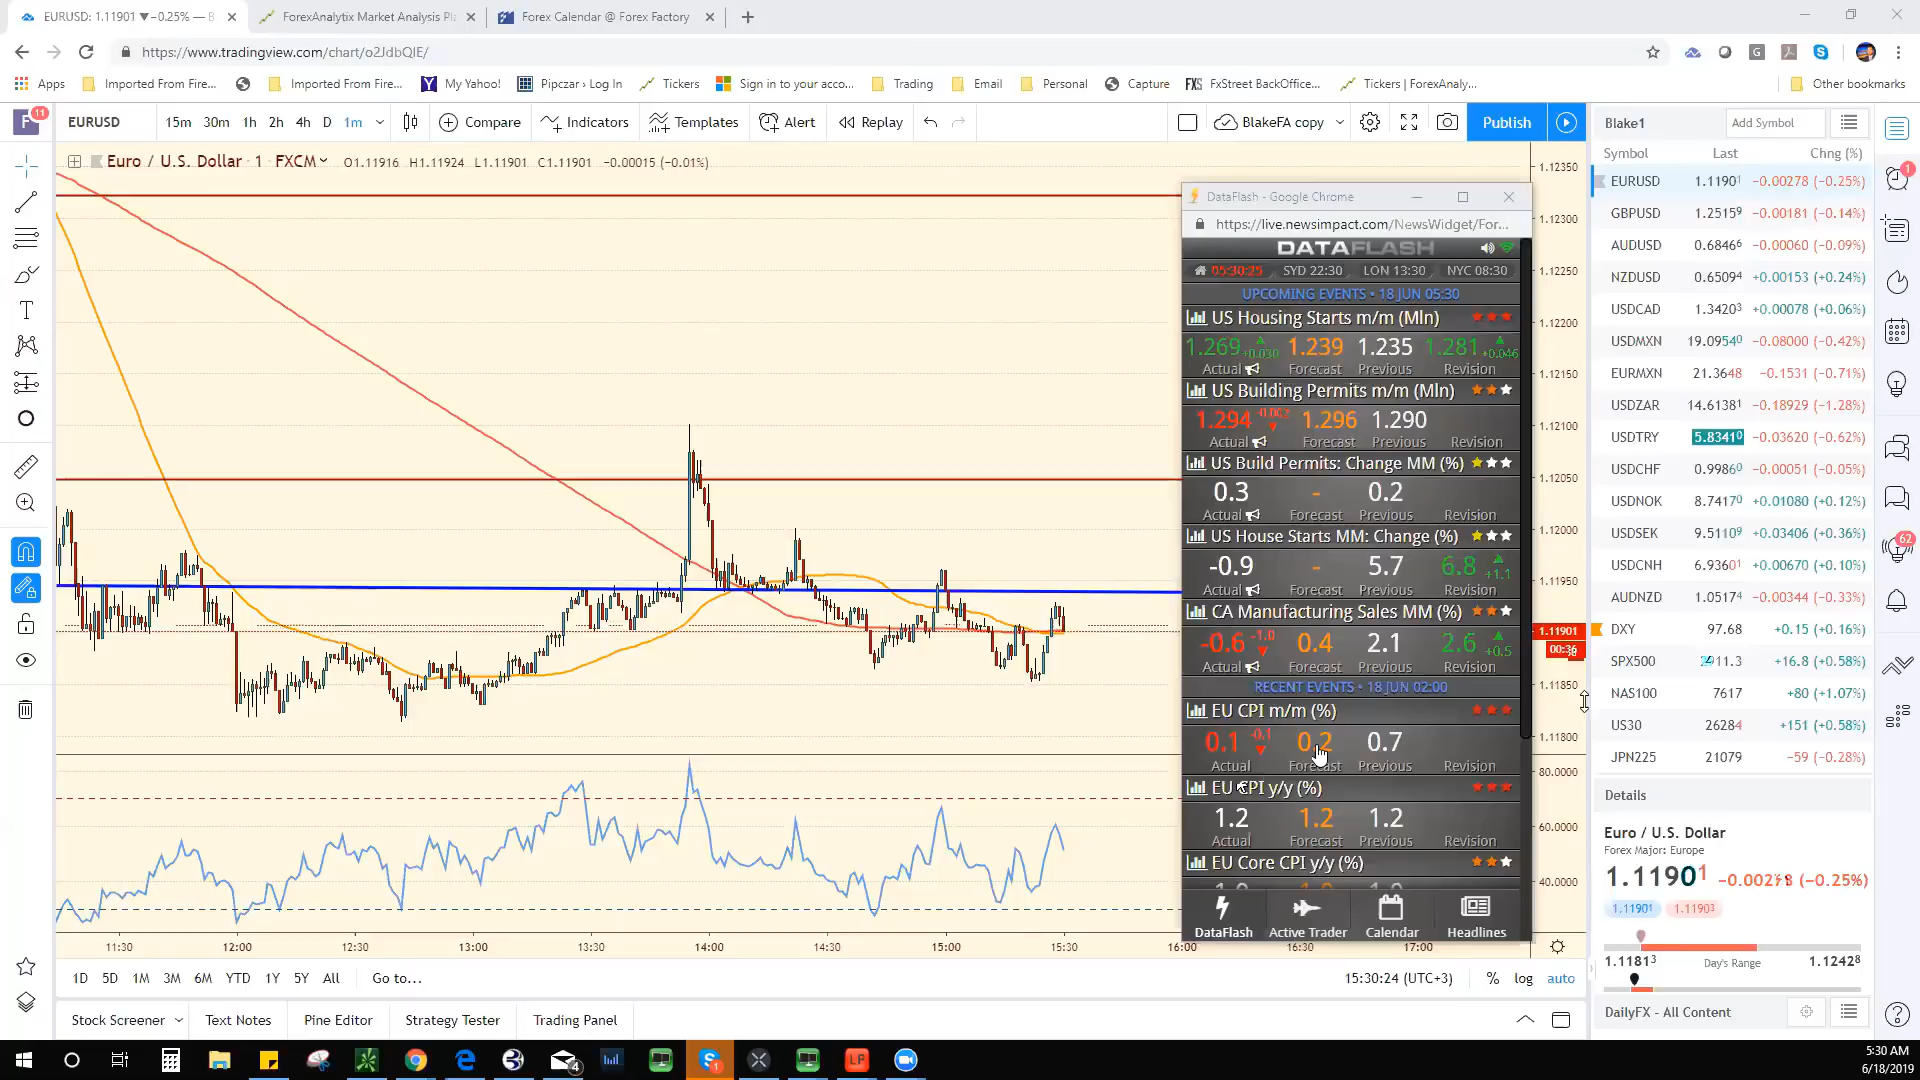 EURUSD: 1.11901 ▼−0.25% — B
ForexAnalytix Market Analysis Pl
Forex Calendar @ Forex Factory
https://www.tradingview.com/chart/o2JdbQIE/
Apps
Imported From Fire...
Imported From Fire...
My Yahoo!
Pipczar › Log In
Tickers
Sign in to your acco...
Trading
Email
Personal
Capture
FXS FxStreet BackOffice...
Tickers | ForexAnaly...
Other bookmarks
F 11
EURUSD
15m 30m 1h 2h 4h D 1m
Compare
Indicators
Templates
Alert
Replay
BlakeFA copy
Publish
Euro / U.S. Dollar · 1 · FXCM
O1.11916 H1.11924 L1.11901 C1.11901 −0.00015 (−0.01%)
1.12350
1.12300
1.12250
1.12200
1.12150
1.12100
1.12050
1.12000
1.11950
1.11901
00:36
1.11850
1.11800
80.0000
60.0000
40.0000
11:30 12:00 12:30 13:00 13:30 14:00 14:30 15:00 15:30 16:00 16:30 17:00
1D 5D 1M 3M 6M YTD 1Y 5Y All Go to...
15:30:24 (UTC+3) % log auto
Stock Screener Text Notes Pine Editor Strategy Tester Trading Panel
DataFlash - Google Chrome
https://live.newsimpact.com/NewsWidget/For...
DATAFLASH
05:30:25 SYD 22:30 LON 13:30 NYC 08:30
UPCOMING EVENTS • 18 JUN 05:30
US Housing Starts m/m (Mln)
1.269 +0.030 1.239 1.235 1.281 +0.046
Actual Forecast Previous Revision
US Building Permits m/m (Mln)
1.294 -0.002 1.296 1.290
Actual Forecast Previous Revision
US Build Permits: Change MM (%)
0.3 - 0.2
Actual Forecast Previous Revision
US House Starts MM: Change (%)
-0.9 - 5.7 6.8 +1.1
Actual Forecast Previous Revision
CA Manufacturing Sales MM (%)
-0.6 -1.0 0.4 2.1 2.6 +0.5
Actual Forecast Previous Revision
RECENT EVENTS • 18 JUN 02:00
EU CPI m/m (%)
0.1 -0.1 0.2 0.7
Actual Forecast Previous Revision
EU CPI y/y (%)
1.2 1.2 1.2
Actual Forecast Previous Revision
EU Core CPI y/y (%)
DataFlash Active Trader Calendar Headlines
Blake1
Add Symbol
Symbol Last Chng (%)
EURUSD 1.11901 −0.00278 (−0.25%)
GBPUSD 1.25159 −0.00181 (−0.14%)
AUDUSD 0.68466 −0.00060 (−0.09%)
NZDUSD 0.65094 +0.00153 (+0.24%)
USDCAD 1.34203 +0.00078 (+0.06%)
USDMXN 19.09540 −0.08000 (−0.42%)
EURMXN 21.3648 −0.1531 (−0.71%)
USDZAR 14.61381 −0.18929 (−1.28%)
USDTRY 5.83410 −0.03620 (−0.62%)
USDCHF 0.99860 −0.00051 (−0.05%)
USDNOK 8.74170 +0.01080 (+0.12%)
USDSEK 9.51109 +0.03406 (+0.36%)
USDCNH 6.93601 +0.00670 (+0.10%)
AUDNZD 1.05174 −0.00344 (−0.33%)
DXY 97.68 +0.15 (+0.16%)
SPX500 11.3 +16.8 (+0.58%)
NAS100 7617 +80 (+1.07%)
US30 26284 +151 (+0.58%)
JPN225 21079 −59 (−0.28%)
Details
Euro / U.S. Dollar
Forex Major: Europe
1.11901 (−0.25%)
1.11901 1.11903
1.11813 Day's Range 1.12428
DailyFX - All Content
1
62
4
1
LP
5:30 AM
6/18/2019